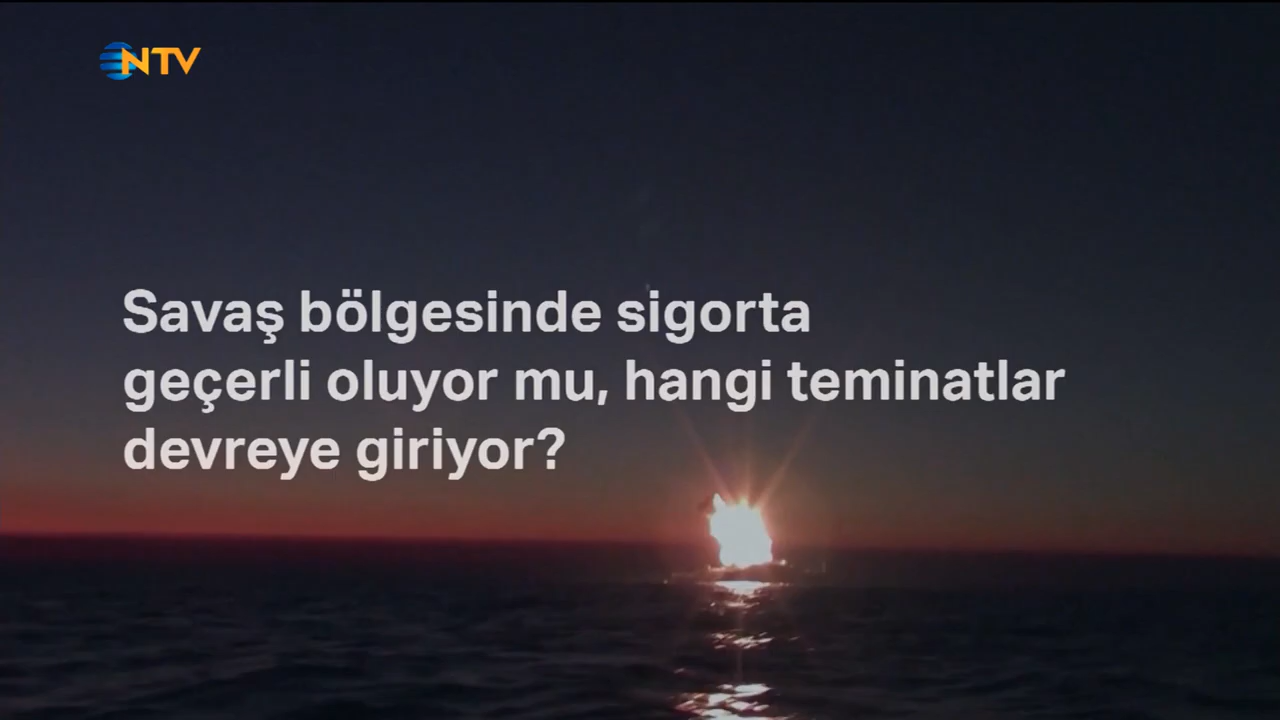 NTV
Savaş bölgesinde sigorta
geçerli oluyor mu, hangi teminatlar
devreye giriyor?